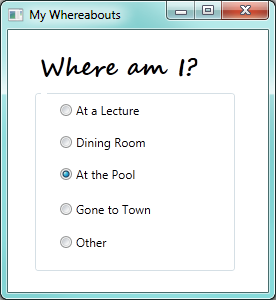 My Whereabouts
Where am I?
At a Lecture
Dining Room
At the Pool
Gone to Town
Other